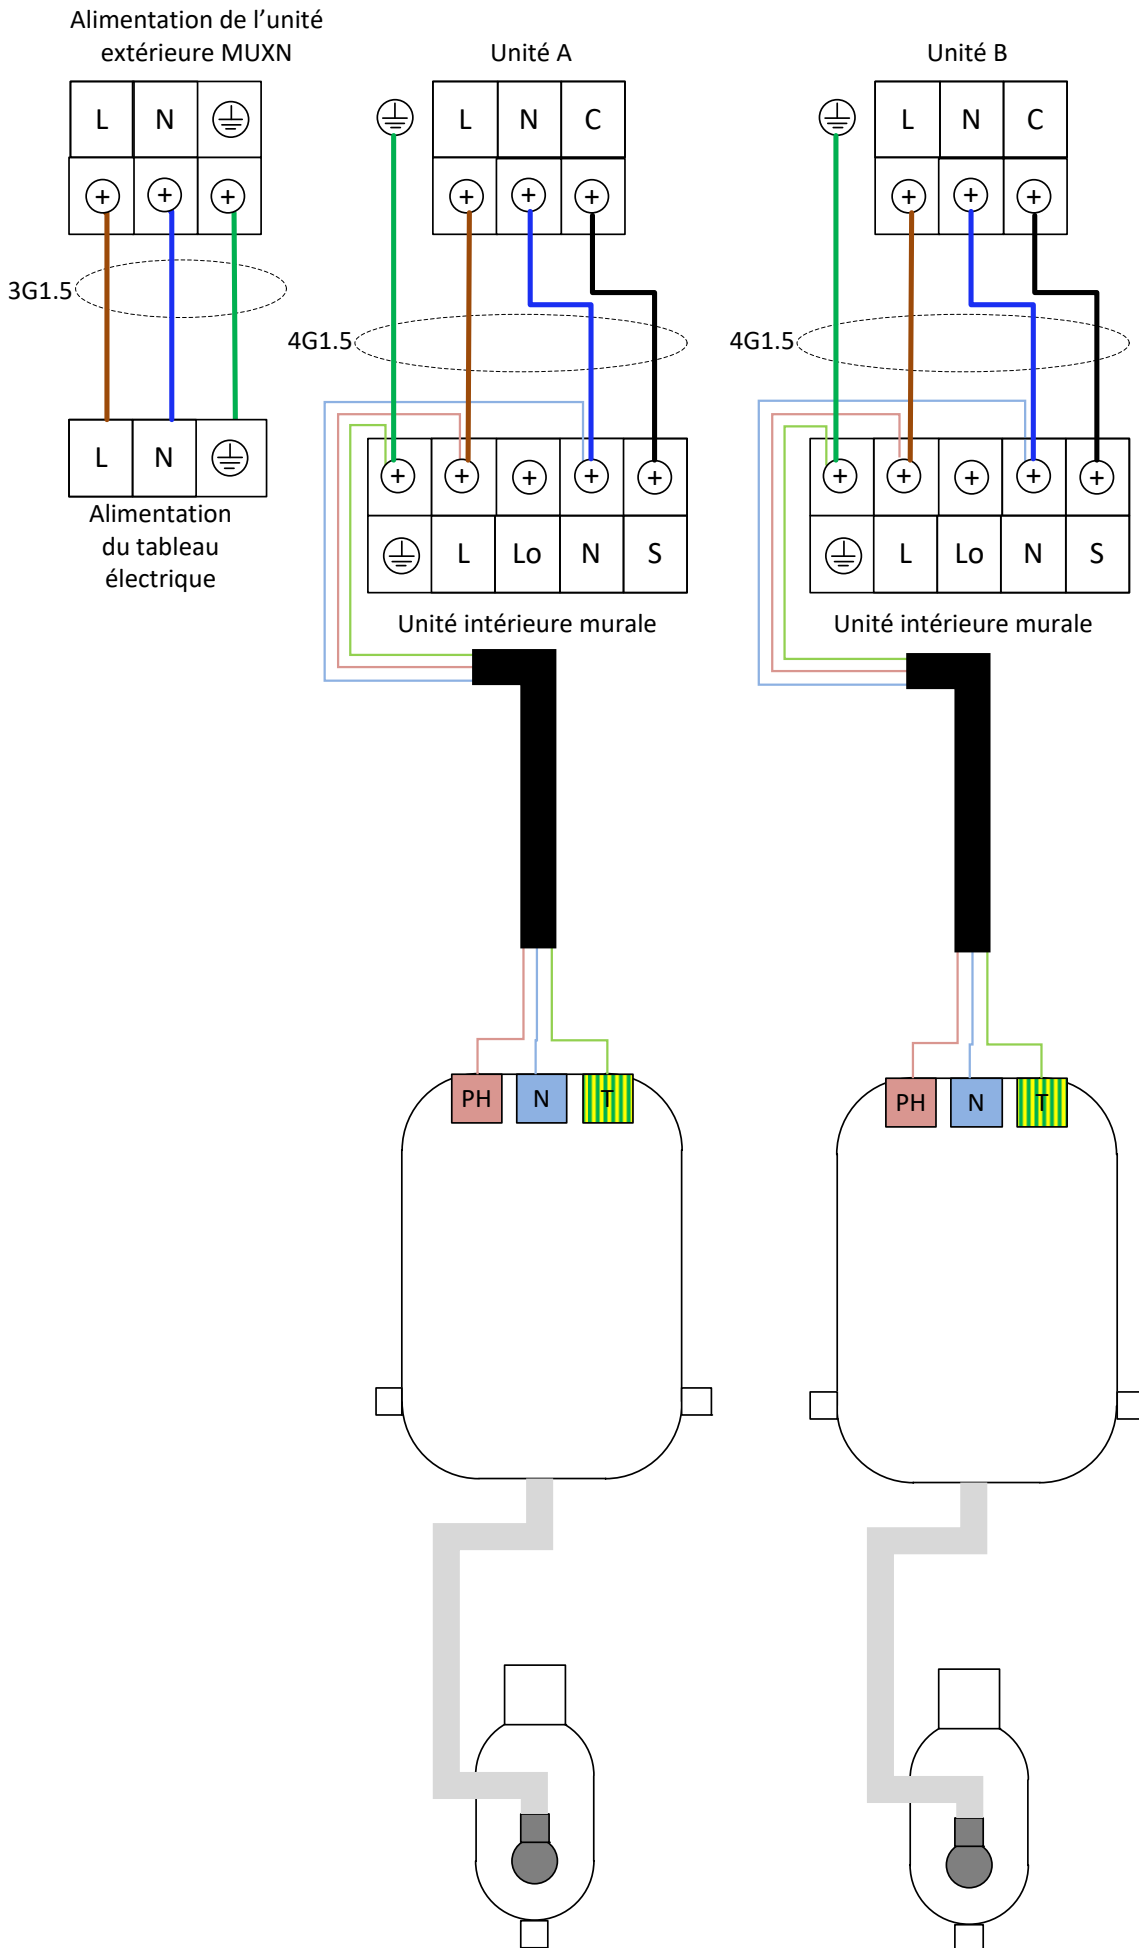 Alimentation de l’unité
extérieure MUXN
L N
3G1.5
L N
Alimentation
du tableau
électrique
Unité A
L N C
4G1.5
L Lo N S
Unité intérieure murale
PH N T
Unité B
L N C
4G1.5
L Lo N S
Unité intérieure murale
PH N T